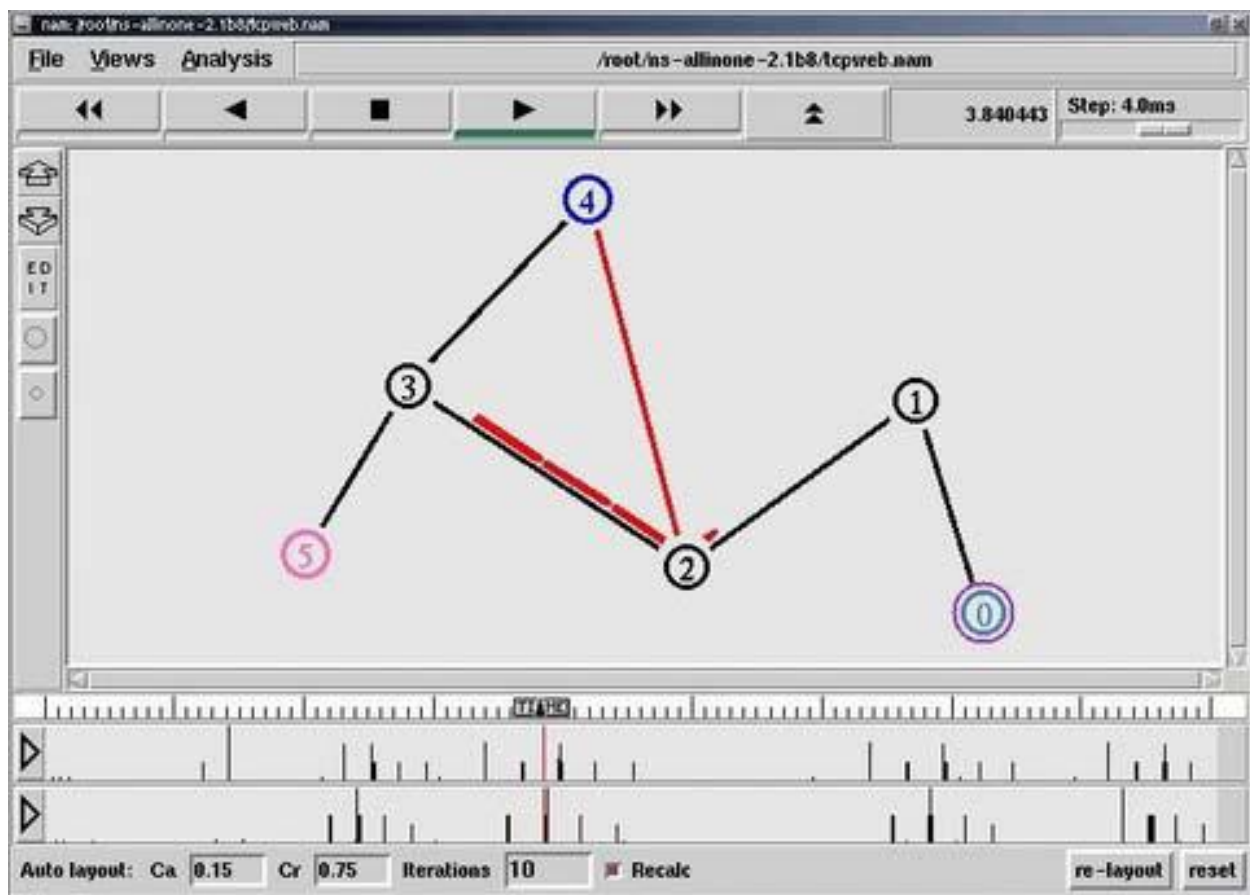 nam: /root/ns-allinone-2.1b8/tcpweb.nam
File Views Analysis /root/ns-allinone-2.1b8/tcpweb.nam
3.840443 Step: 4.0ms
4
ED
IT
3
1
5
2
0
TIME
Auto layout: Ca 0.15 Cr 0.75 Iterations 10 Recalc re-layout reset